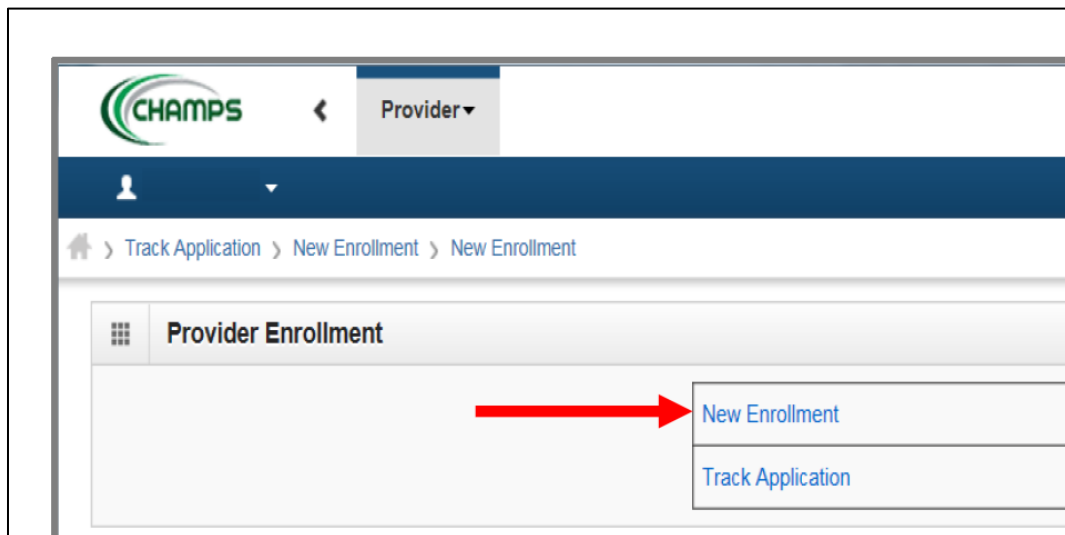 CHAMPS
Provider
Track Application > New Enrollment > New Enrollment
Provider Enrollment
New Enrollment
Track Application